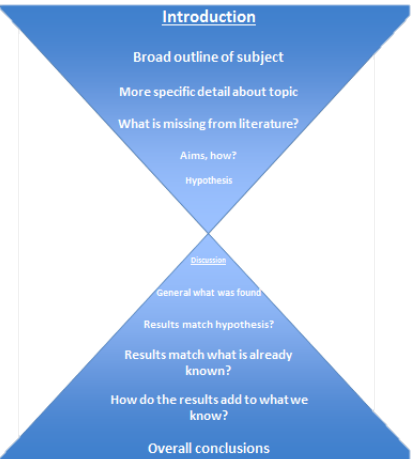 Introduction
Broad outline of subject
More specific detail about topic
What is missing from literature?
Aims, how?
Hypothesis
Discussion
General what was found
Results match hypothesis?
Results match what is already
known?
How do the results add to what we
know?
Overall conclusions